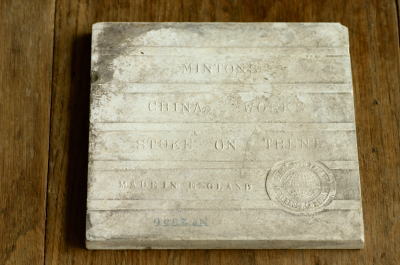 MINTONS
CHINA WORKS
STOKE ON TRENT
MADE IN ENGLAND